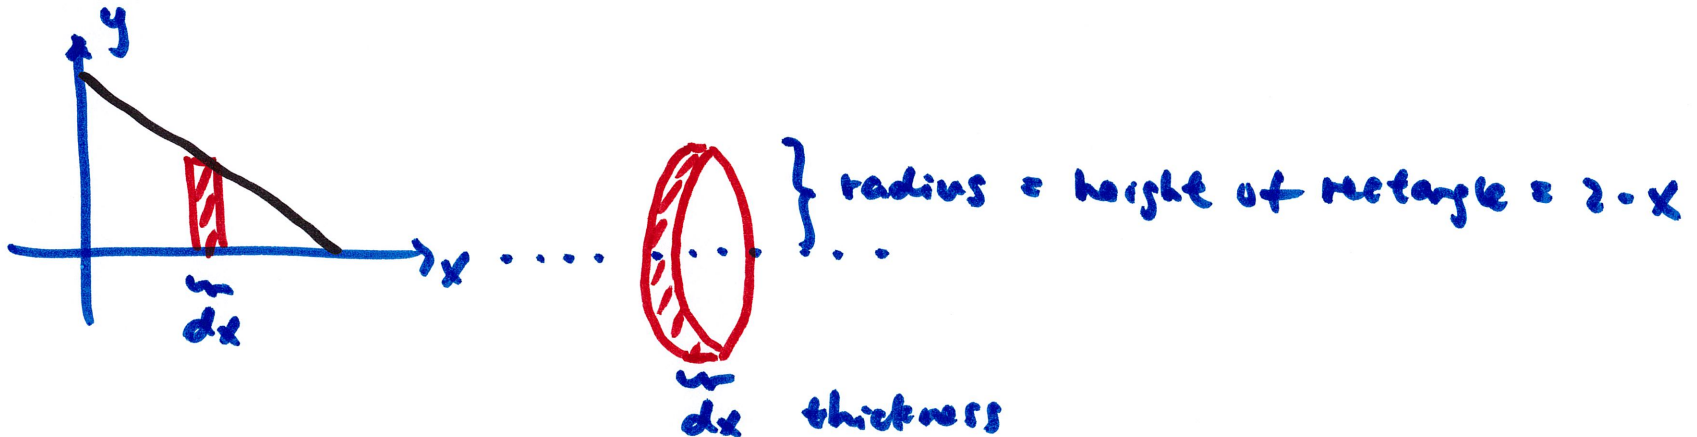 y
} radius = height of rectangle = 2 - x
x
dx
dx thickness